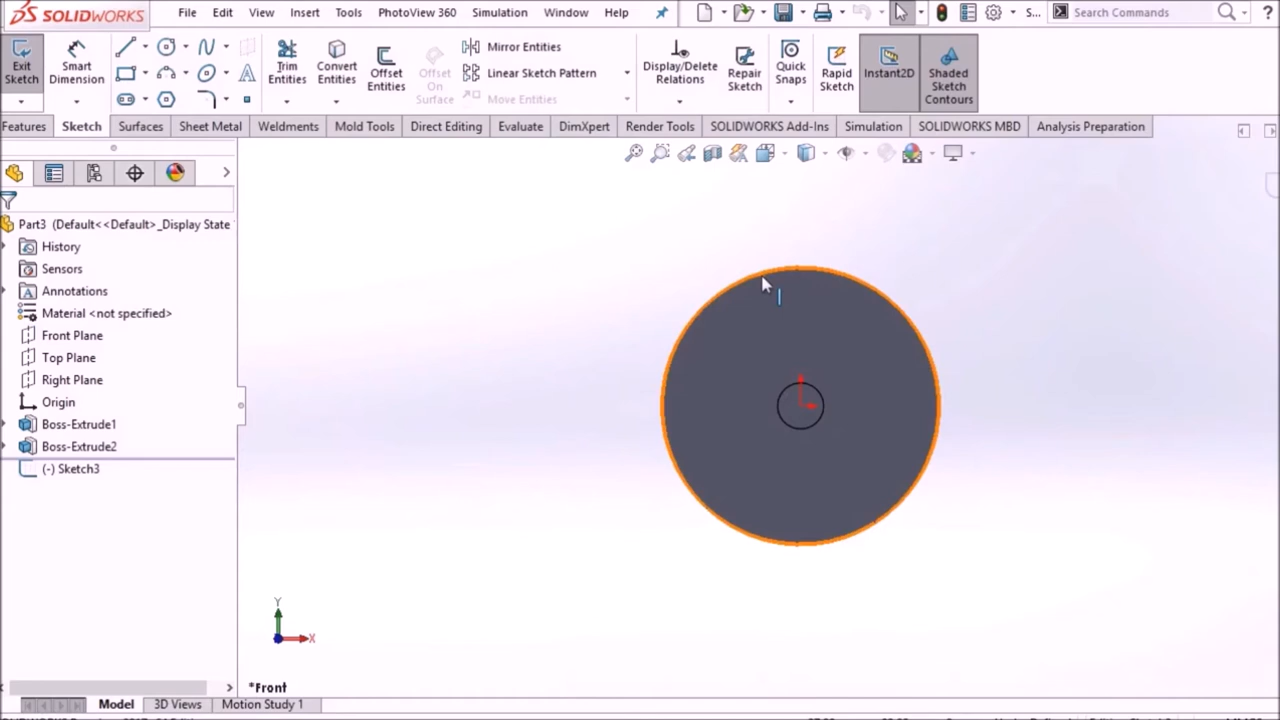 SOLIDWORKS File Edit View Insert Tools PhotoView 360 Simulation Window Help S... Search Commands ?
Exit Sketch Smart Dimension Trim Entities Convert Entities Offset Entities Offset On Surface Mirror Entities Linear Sketch Pattern Move Entities Display/Delete Relations Repair Sketch Quick Snaps Rapid Sketch Instant2D Shaded Sketch Contours
Features Sketch Surfaces Sheet Metal Weldments Mold Tools Direct Editing Evaluate DimXpert Render Tools SOLIDWORKS Add-Ins Simulation SOLIDWORKS MBD Analysis Preparation
Part3 (Default<<Default>_Display State
History
Sensors
Annotations
Material <not specified>
Front Plane
Top Plane
Right Plane
Origin
Boss-Extrude1
Boss-Extrude2
(-) Sketch3
Y
X
*Front
Model 3D Views Motion Study 1